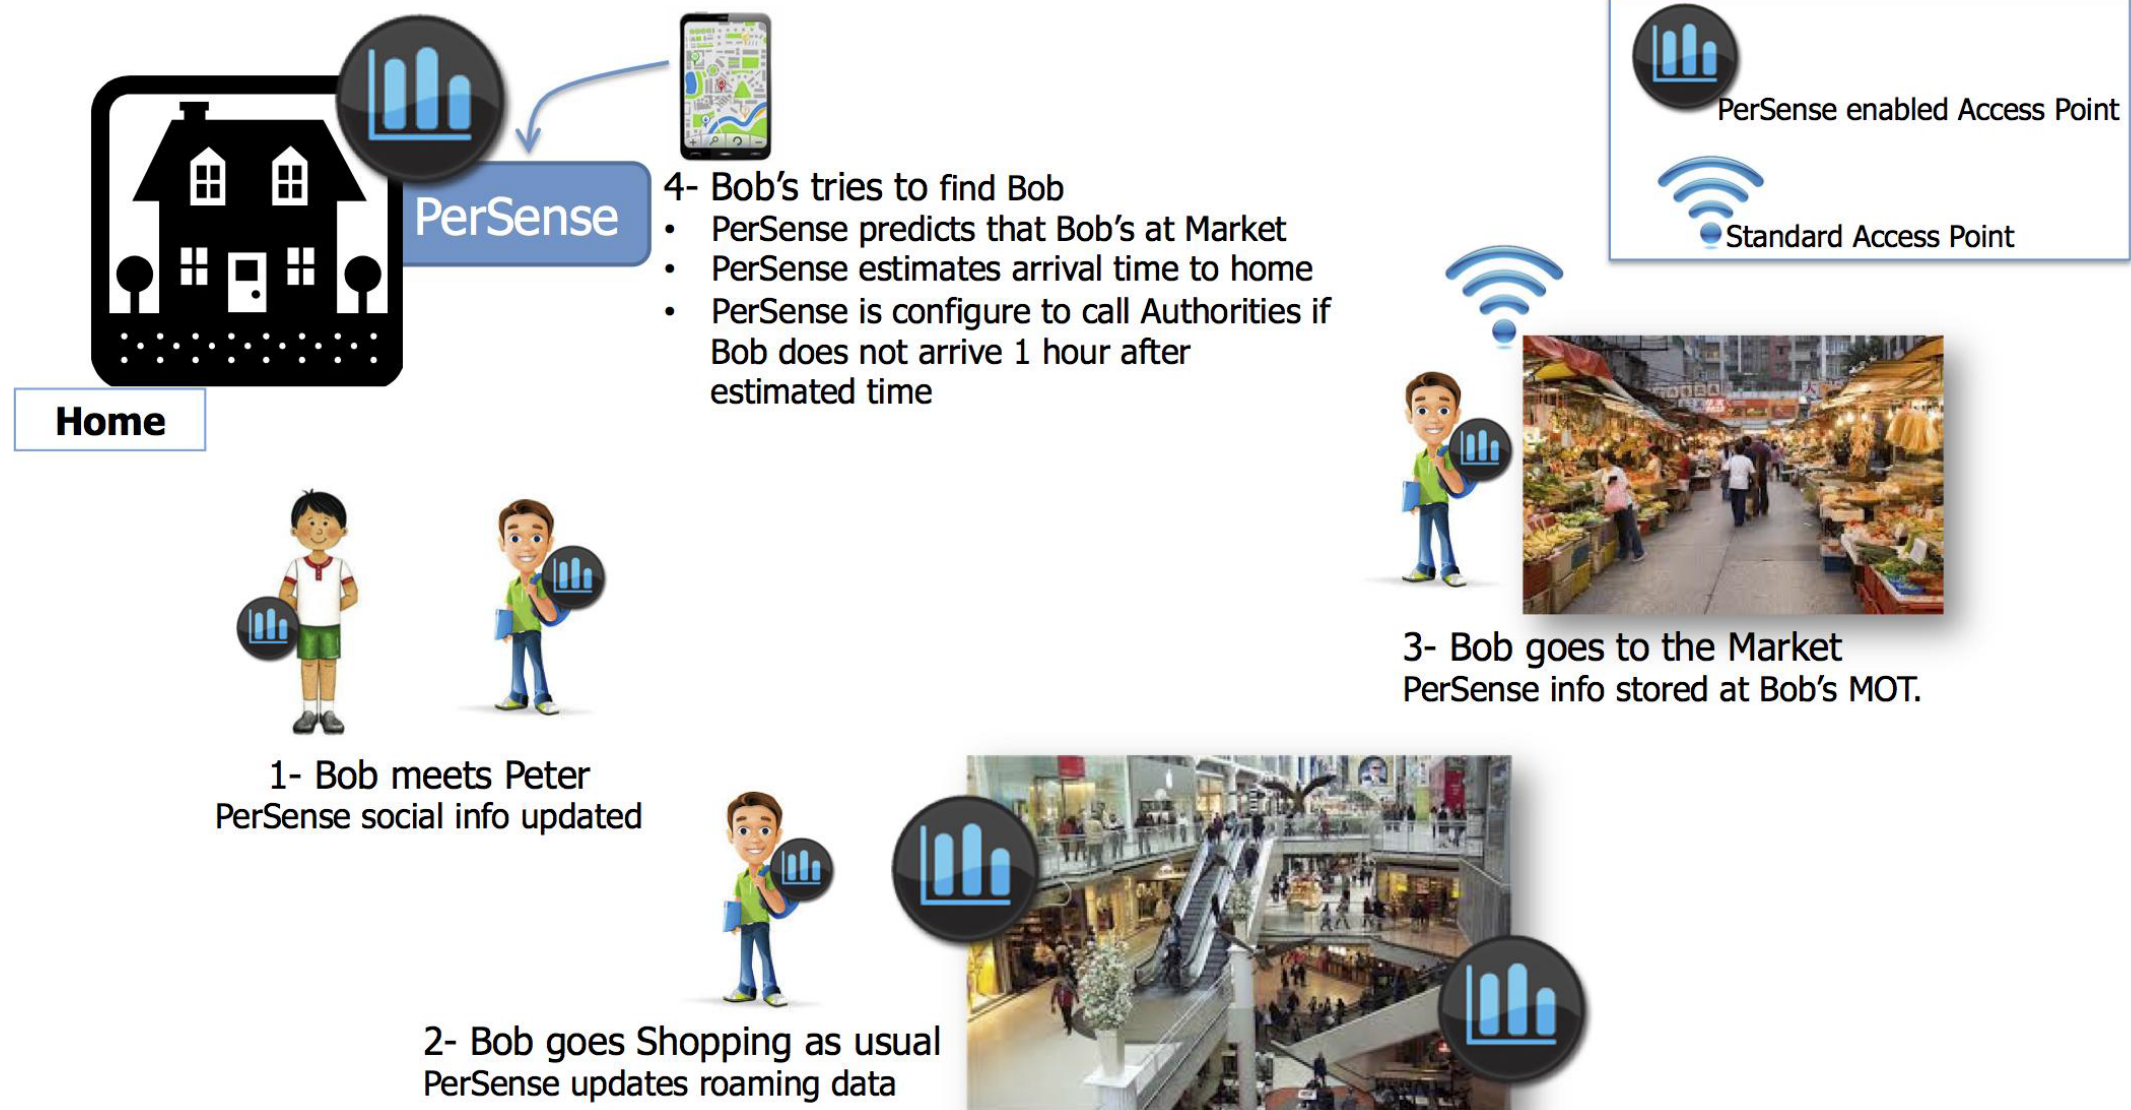 PerSense enabled Access Point
Standard Access Point
PerSense
4- Bob's tries to find Bob
• PerSense predicts that Bob's at Market
• PerSense estimates arrival time to home
• PerSense is configure to call Authorities if
Bob does not arrive 1 hour after
estimated time
Home
3- Bob goes to the Market
PerSense info stored at Bob's MOT.
1- Bob meets Peter
PerSense social info updated
2- Bob goes Shopping as usual
PerSense updates roaming data